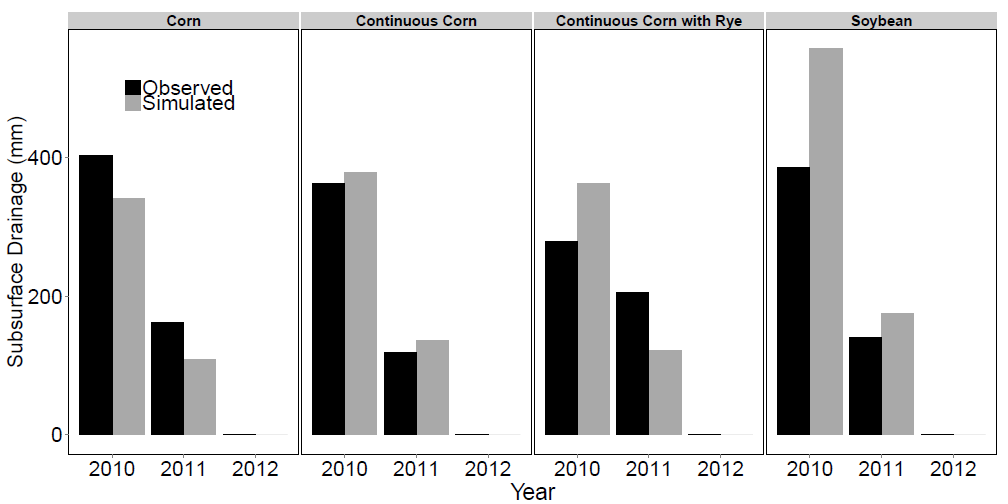 Corn
Continuous Corn
Continuous Corn with Rye
Soybean
Observed
Simulated
Subsurface Drainage (mm)
400
200
0
2010 2011 2012
2010 2011 2012
2010 2011 2012
2010 2011 2012
Year